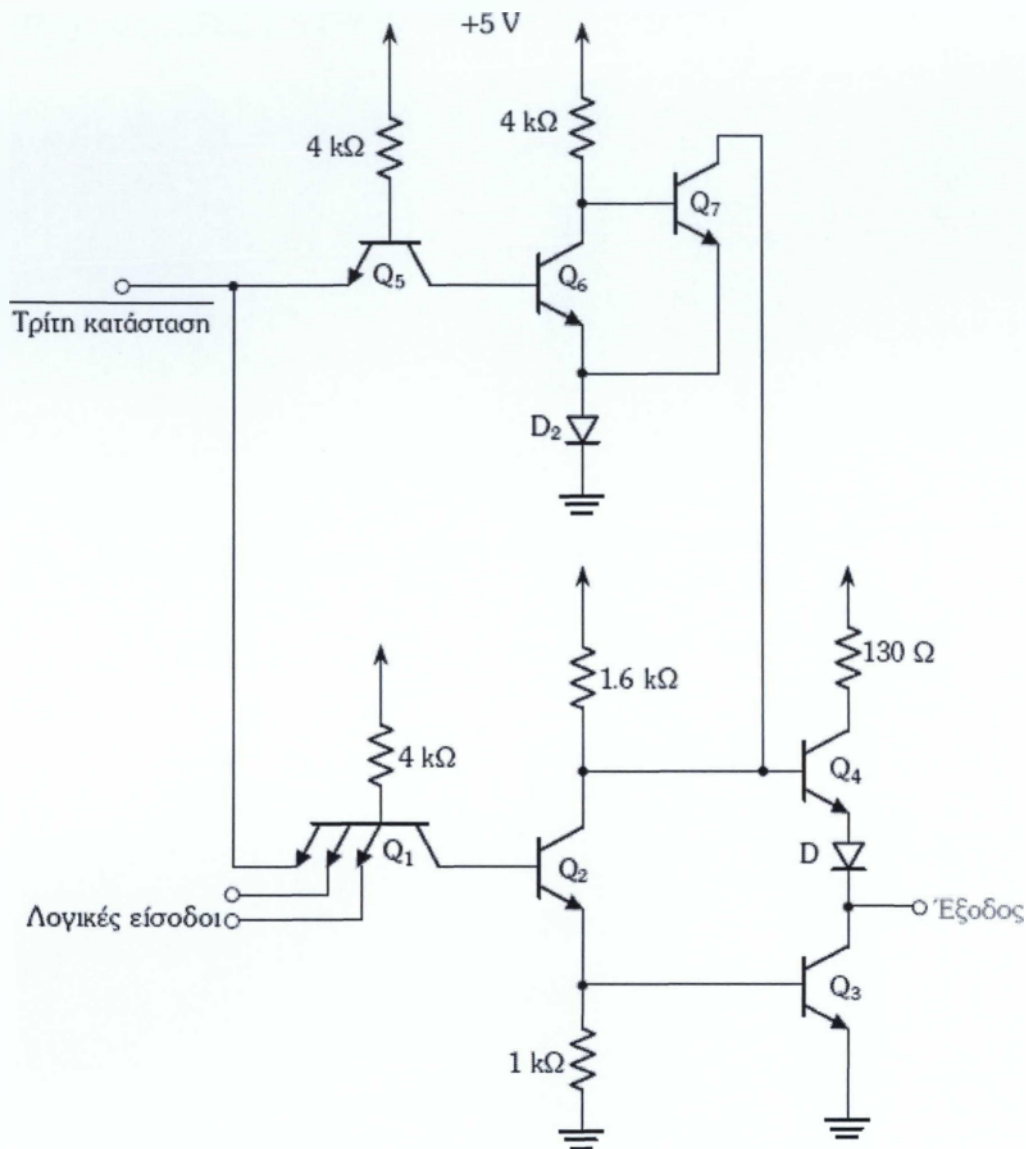 +5 V
4 kΩ
4 kΩ
Q7
Q5
Q6
Τρίτη κατάσταση
D2
1.6 kΩ
130 Ω
4 kΩ
Q4
Q1
Q2
D
Λογικές είσοδοι
Έξοδος
Q3
1 kΩ